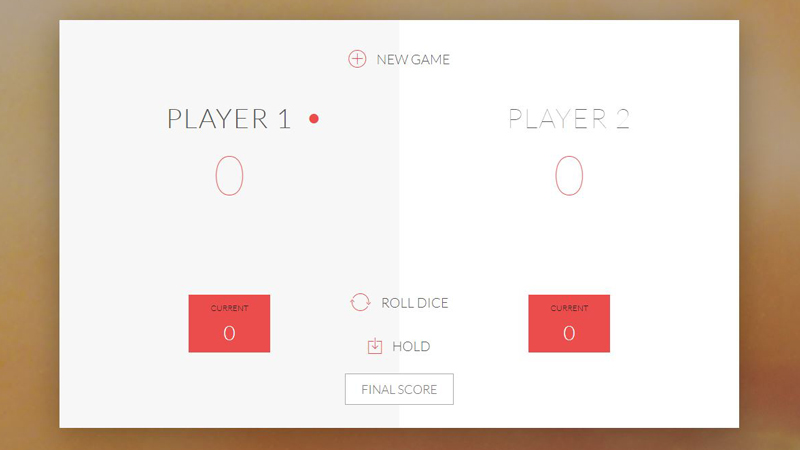 NEW GAME
PLAYER 1
PLAYER 2
0
0
CURRENT
0
ROLL DICE
CURRENT
0
HOLD
FINAL SCORE